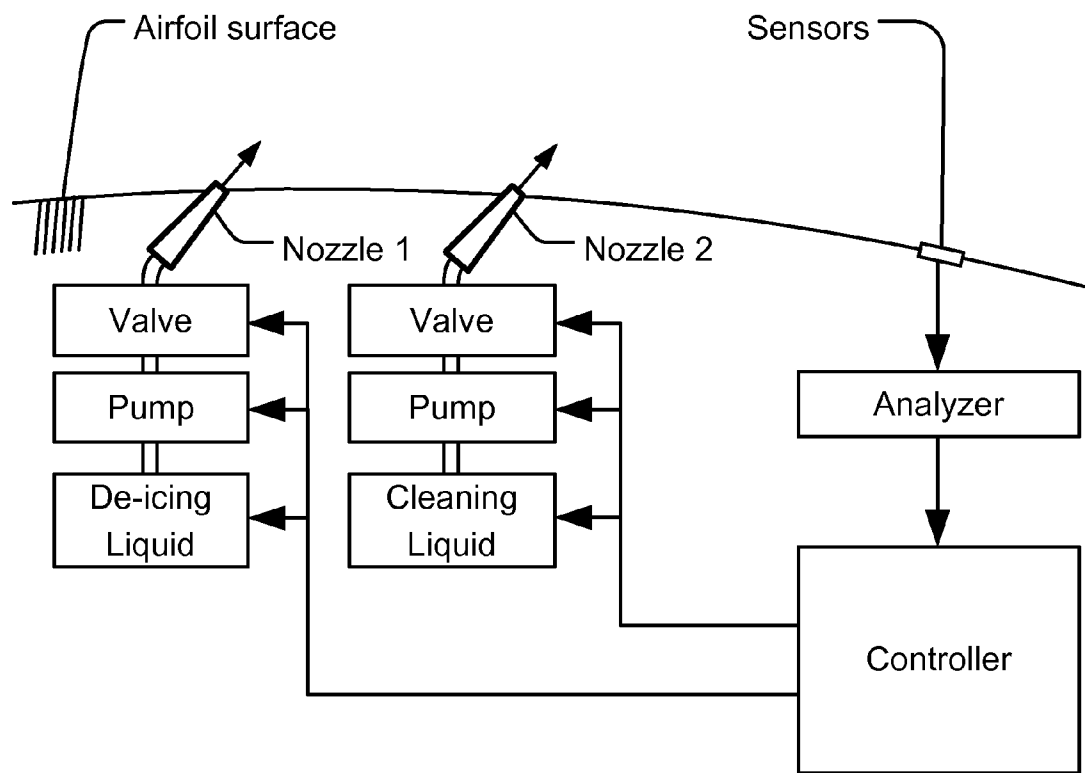 Airfoil surface
Sensors
Nozzle 1
Nozzle 2
Valve
Valve
Pump
Pump
Analyzer
De-icing
Liquid
Cleaning
Liquid
Controller